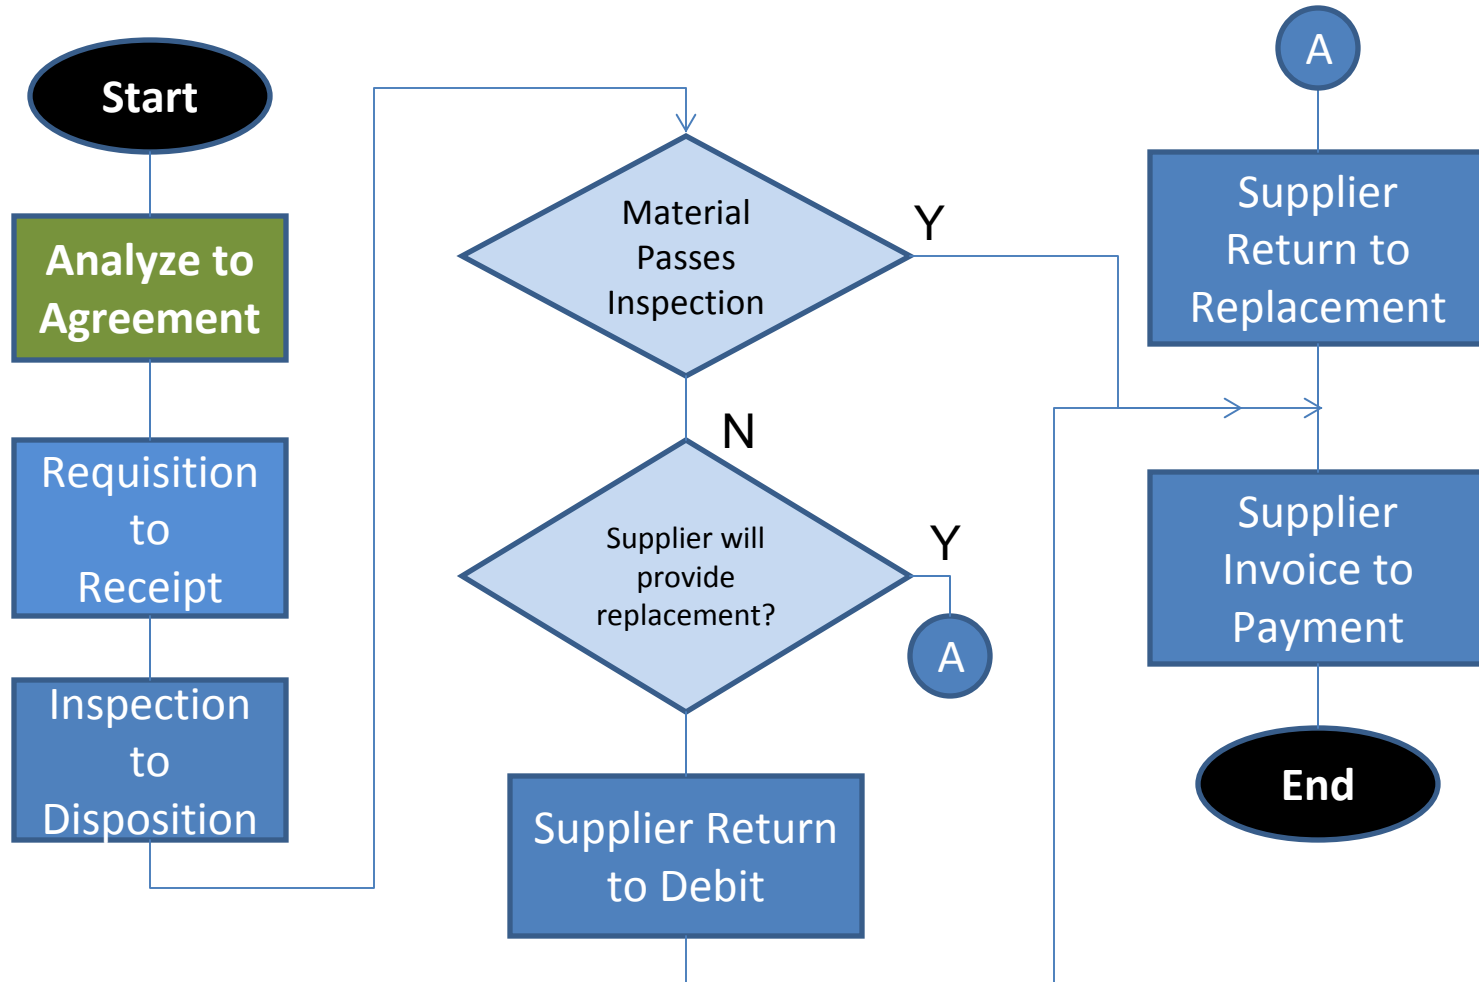 Start
Analyze to
Agreement
Requisition
to
Receipt
Inspection
to
Disposition
Material
Passes
Inspection
Y
N
Supplier will
provide
replacement?
Y
A
Supplier Return
to Debit
A
Supplier
Return to
Replacement
Supplier
Invoice to
Payment
End